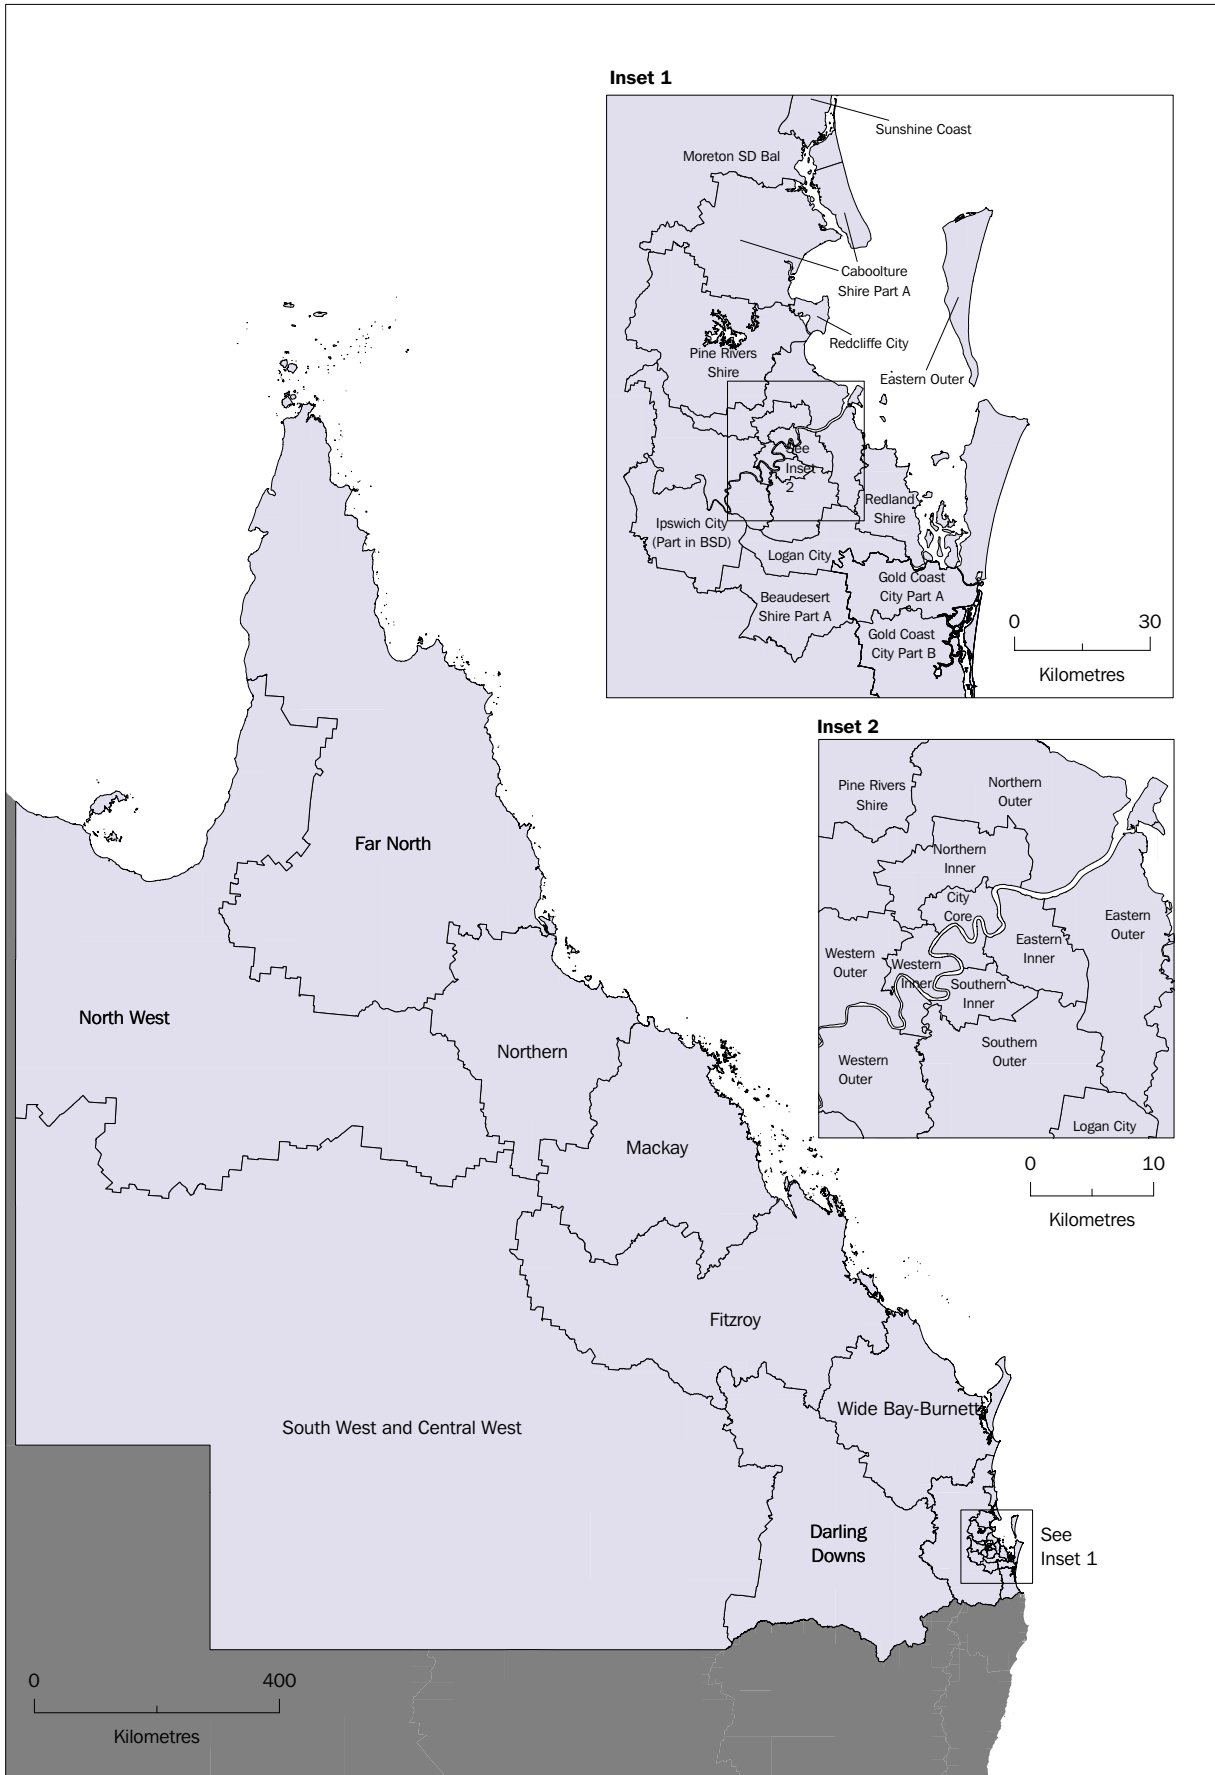 Inset 1
Sunshine Coast
Moreton SD Bal
Caboolture
Shire Part A
Redcliffe City
Pine Rivers
Shire
Eastern Outer
See
Inset
2
Redland
Shire
Ipswich City
(Part in BSD)
Logan City
Gold Coast
City Part A
Beaudesert
Shire Part A
Gold Coast
City Part B
0 30
Kilometres
Inset 2
Pine Rivers
Shire
Northern
Outer
Northern
Inner
City
Core
Eastern
Outer
Eastern
Inner
Western
Outer
Western
Inner
Southern
Inner
Southern
Outer
Western
Outer
Logan City
0 10
Kilometres
Far North
North West
Northern
Mackay
Fitzroy
Wide Bay-Burnett
South West and Central West
Darling
Downs
See
Inset 1
0 400
Kilometres